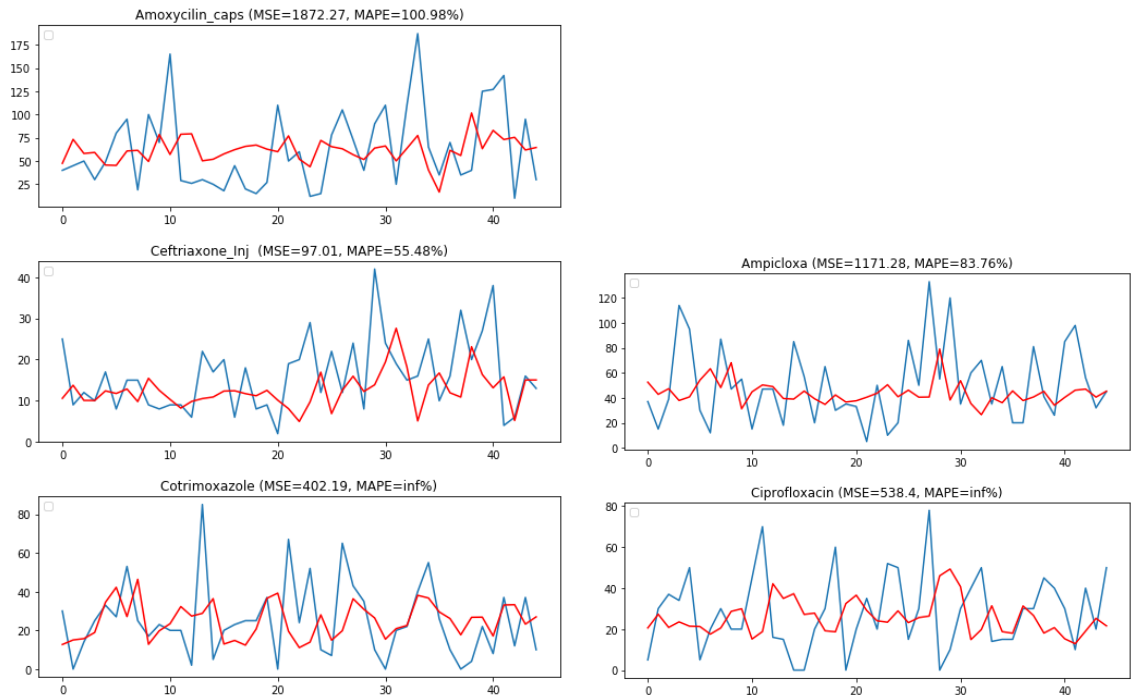 Amoxycilin_caps (MSE=1872.27, MAPE=100.98%)
175
150
125
100
75
50
25
0 10 20 30 40
Ceftriaxone_Inj (MSE=97.01, MAPE=55.48%)
40
30
20
10
0
0 10 20 30 40
Ampicloxa (MSE=1171.28, MAPE=83.76%)
120
100
80
60
40
20
0
0 10 20 30 40
Cotrimoxazole (MSE=402.19, MAPE=inf%)
80
60
40
20
0
0 10 20 30 40
Ciprofloxacin (MSE=538.4, MAPE=inf%)
80
60
40
20
0
0 10 20 30 40